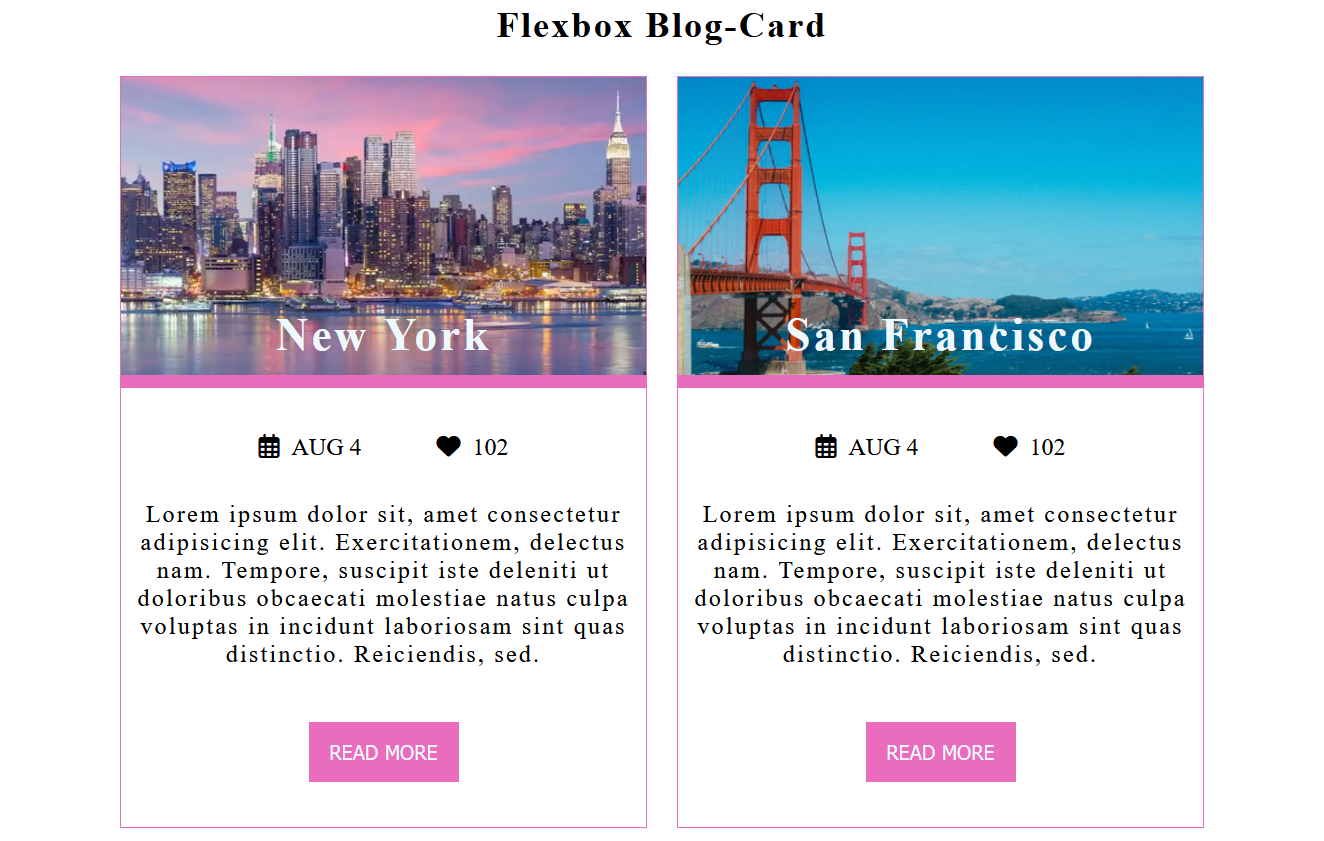 Flexbox Blog-Card
New York
AUG 4 102
Lorem ipsum dolor sit, amet consectetur
adipisicing elit. Exercitationem, delectus
nam. Tempore, suscipit iste deleniti ut
doloribus obcaecati molestiae natus culpa
voluptas in incidunt laboriosam sint quas
distinctio. Reiciendis, sed.
READ MORE
San Francisco
AUG 4 102
Lorem ipsum dolor sit, amet consectetur
adipisicing elit. Exercitationem, delectus
nam. Tempore, suscipit iste deleniti ut
doloribus obcaecati molestiae natus culpa
voluptas in incidunt laboriosam sint quas
distinctio. Reiciendis, sed.
READ MORE